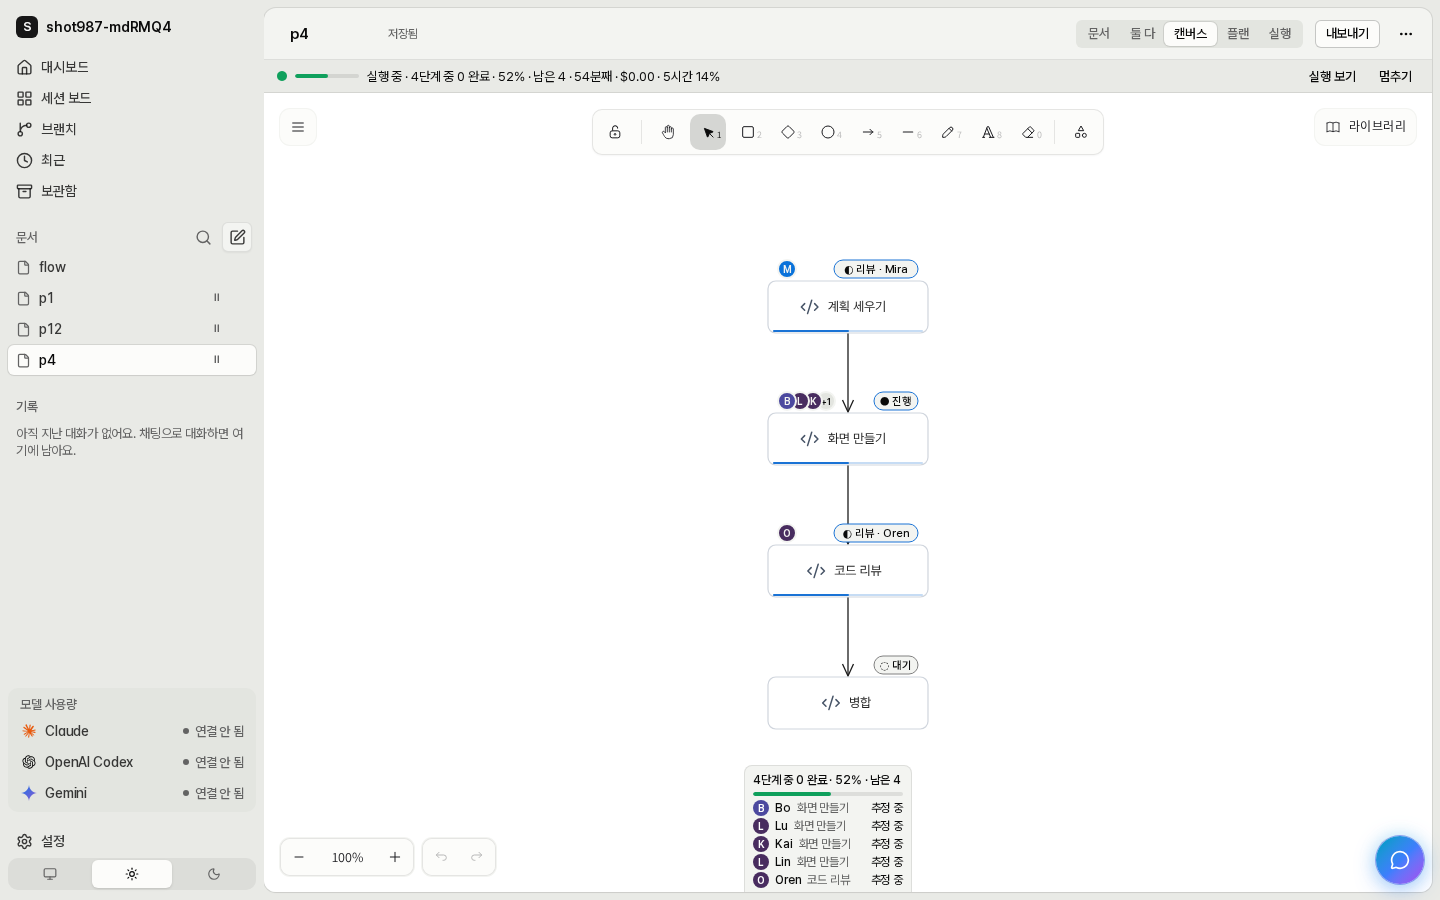 S shot987-mdRMQ4
대시보드
세션 보드
브랜치
최근
보관함
문서
flow
p1
p12
p4
기록
아직 지난 대화가 없어요. 채팅으로 대화하면 여
기에 남아요.
모델 사용량
Claude 연결 안 됨
OpenAI Codex 연결 안 됨
Gemini 연결 안 됨
설정
p4 저장됨 문서 둘 다 캔버스 플랜 실행 내보내기
실행 중 · 4단계 중 0 완료 · 52% · 남은 4 · 54분째 · $0.00 · 5시간 14% 실행 보기 멈추기
1 2 3 4 5 6 7 A 8 0
라이브러리
M 리뷰 · Mira
계획 세우기
B L K +1 진행
화면 만들기
O 리뷰 · Oren
코드 리뷰
대기
병합
4단계 중 0 완료 · 52% · 남은 4
B Bo 화면 만들기 추정 중
L Lu 화면 만들기 추정 중
K Kai 화면 만들기 추정 중
L Lin 화면 만들기 추정 중
O Oren 코드 리뷰 추정 중
100%